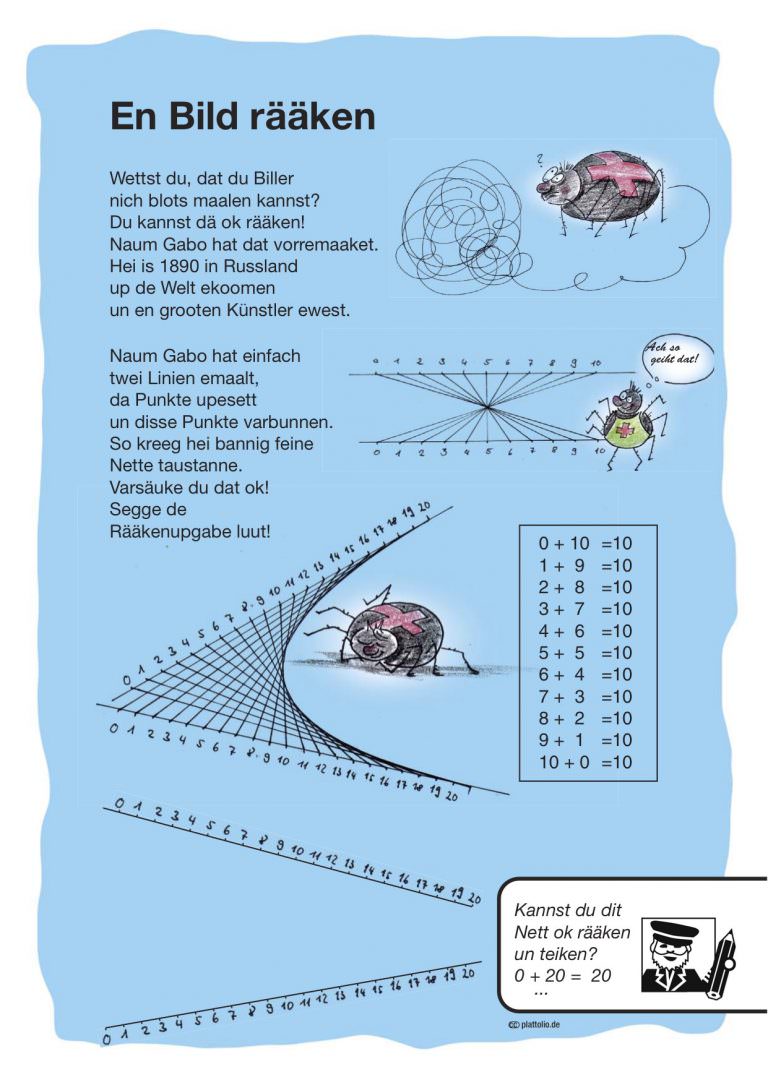 En Bild rääken
Wettst du, dat du Biller
nich blots maalen kannst?
Du kannst dä ok rääken!
Naum Gabo hat dat vorremaaket.
Hei is 1890 in Russland
up de Welt ekoomen
un en grooten Künstler ewest.
?
Naum Gabo hat einfach
twei Linien emaalt,
da Punkte upesett
un disse Punkte varbunnen.
So kreeg hei bannig feine
Nette taustanne.
Varsäuke du dat ok!
Segge de
Rääkenupgabe luut!
0 1 2 3 4 5 6 7 8 9 10
Ach so
geiht dat!
0 1 2 3 4 5 6 7 8 9 10
0 1 2 3 4 5 6 7 8 9 10 11 12 13 14 15 16 17 18 19 20
0 1 2 3 4 5 6 7 8 9 10 11 12 13 14 15 16 17 18 19 20
0 + 10 =10
1 + 9 =10
2 + 8 =10
3 + 7 =10
4 + 6 =10
5 + 5 =10
6 + 4 =10
7 + 3 =10
8 + 2 =10
9 + 1 =10
10 + 0 =10
0 1 2 3 4 5 6 7 8 9 10 11 12 13 14 15 16 17 18 19 20
0 1 2 3 4 5 6 7 8 9 10 11 12 13 14 15 16 17 18 19 20
Kannst du dit
Nett ok rääken
un teiken?
0 + 20 = 20
...
cc plattolio.de